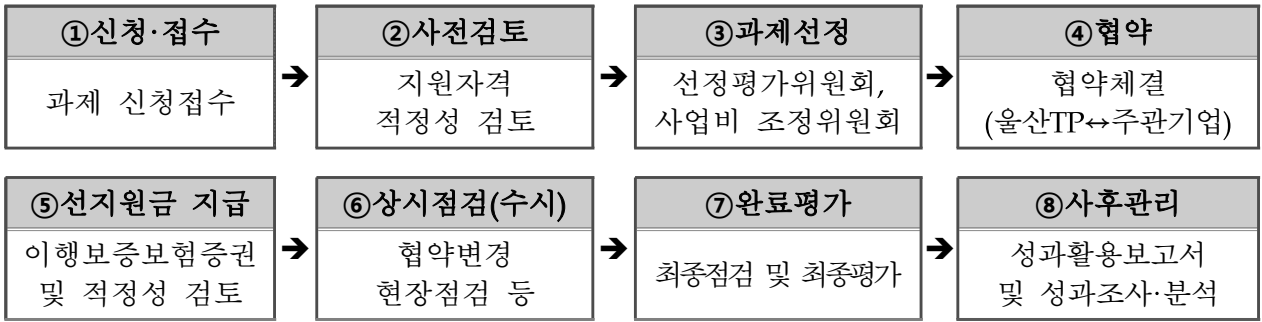 ①신청·접수
과제 신청접수
➔
②사전검토
지원자격
적정성 검토
➔
③과제선정
선정평가위원회,
사업비 조정위원회
➔
④협약
협약체결
(울산TP↔주관기업)
⑤선지원금 지급
이행보증보험증권
및 적정성 검토
➔
⑥상시점검(수시)
협약변경
현장점검 등
➔
⑦완료평가
최종점검 및 최종평가
➔
⑧사후관리
성과활용보고서
및 성과조사·분석